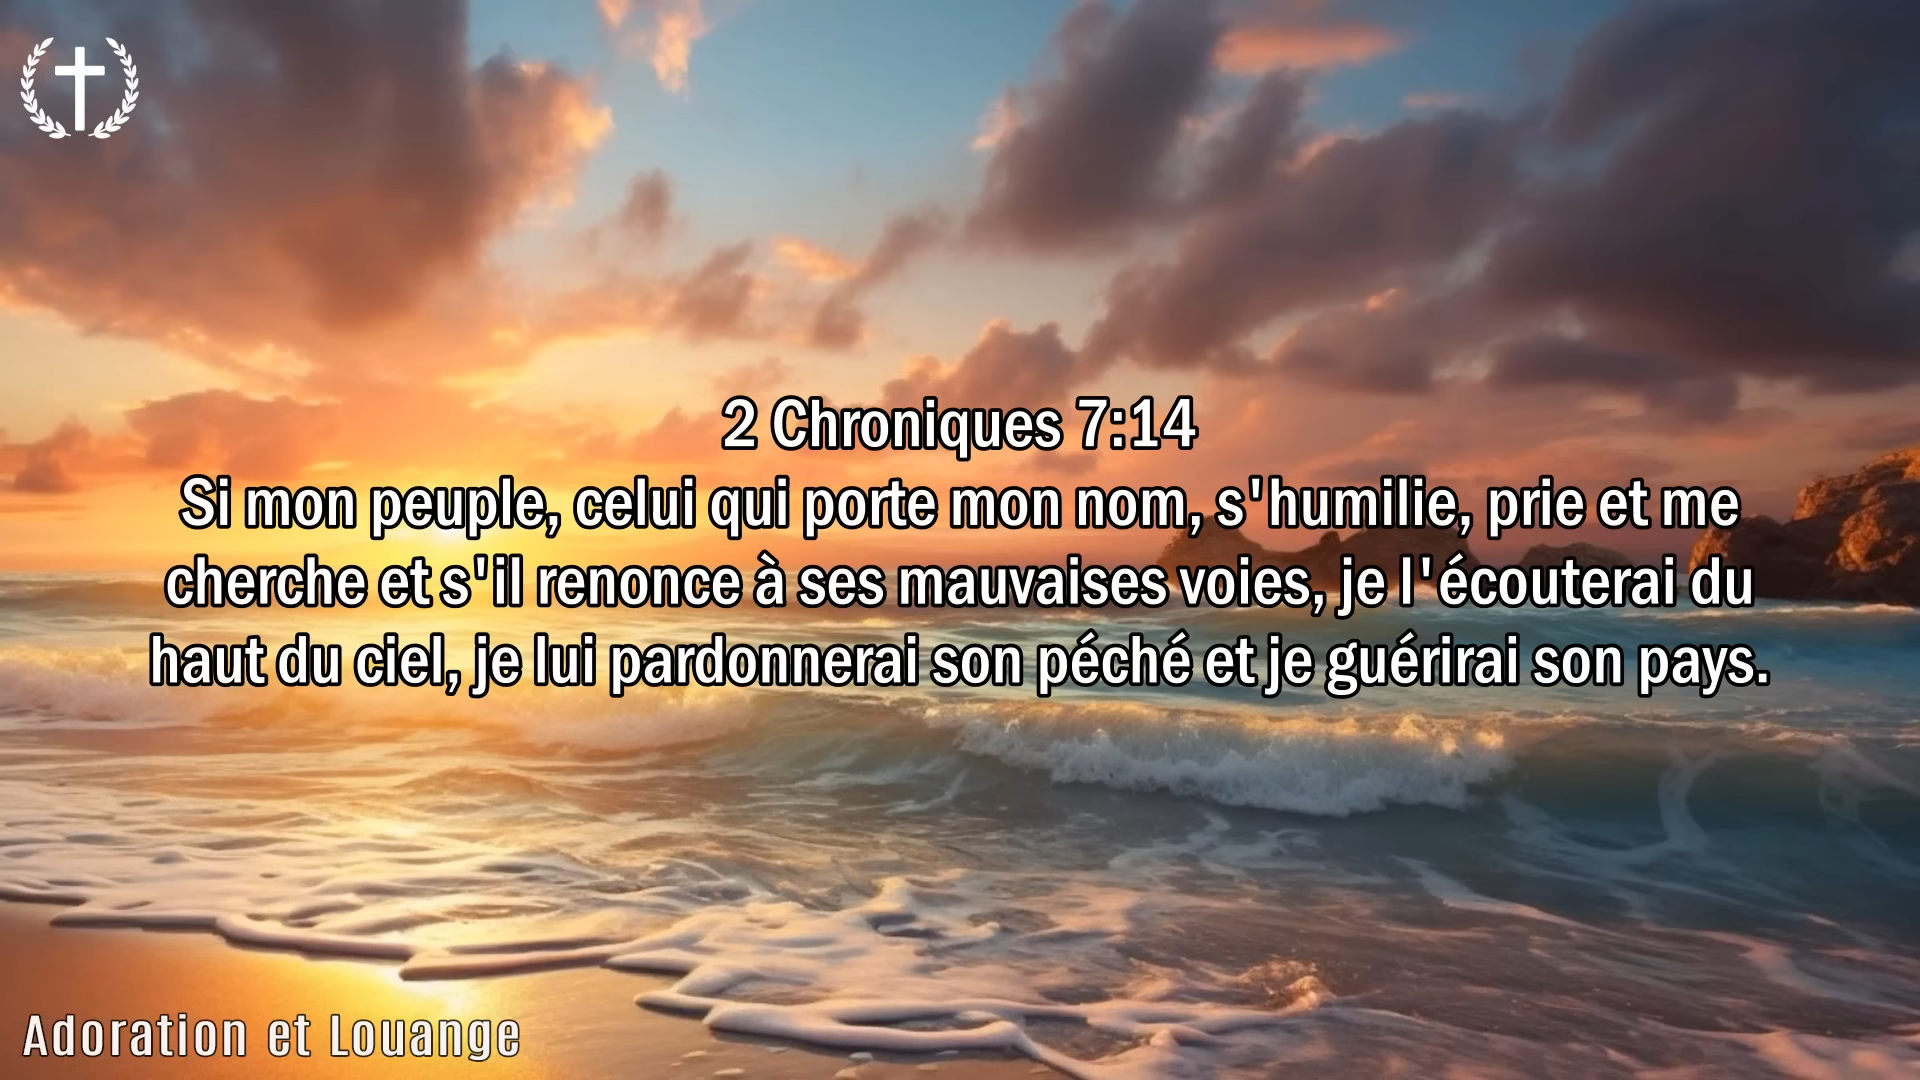 2 Chroniques 7:14
Si mon peuple, celui qui porte mon nom, s'humilie, prie et me
cherche et s'il renonce à ses mauvaises voies, je l'écouterai du
haut du ciel, je lui pardonnerai son péché et je guérirai son pays.
Adoration et Louange